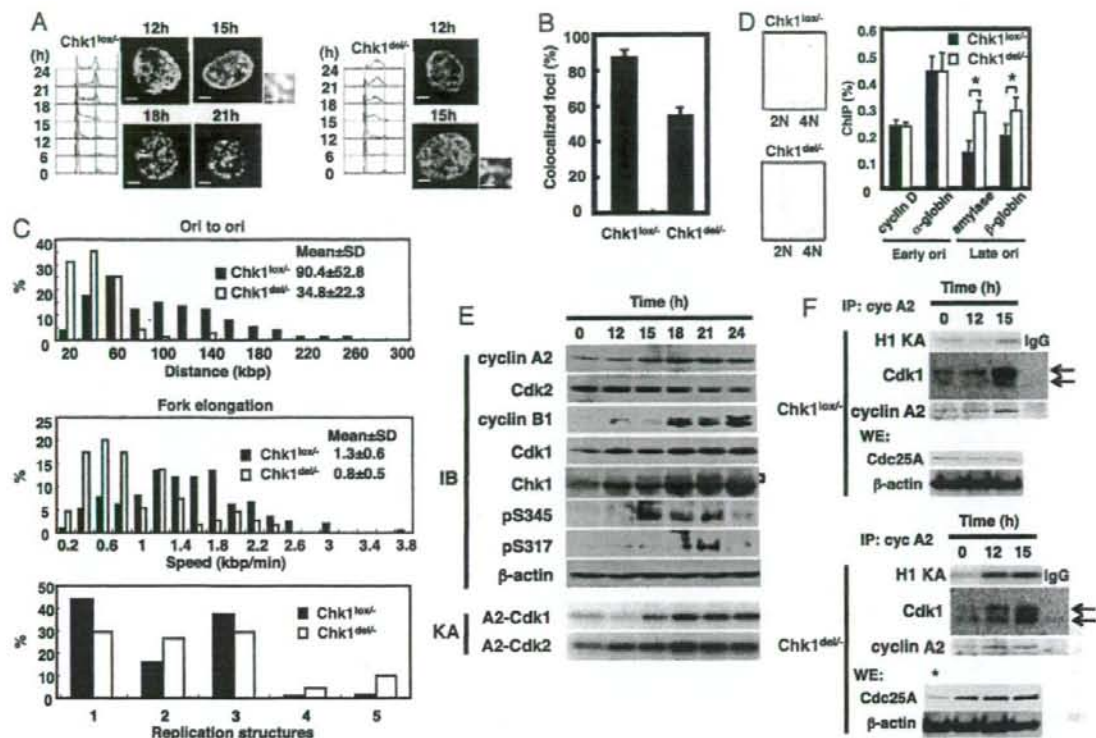 A
Chk1lox/-
12h
15h
(h)
24
21
18
15
12
6
0
18h
21h
Chk1del/-
12h
(h)
24
21
18
15
12
6
0
15h
B
Colocalized foci (%)
100
80
60
40
20
0
Chk1lox/-
Chk1del/-
C
Ori to ori
%
40
30
20
10
0
Mean±SD
Chk1lox/- 90.4±52.8
Chk1del/- 34.8±22.3
20 60 100 140 180 220 260 300
Distance (kbp)
Fork elongation
%
25
20
15
10
5
0
Mean±SD
Chk1lox/- 1.3±0.6
Chk1del/- 0.8±0.5
0.2 0.6 1 1.4 1.8 2.2 2.6 3 3.4 3.8
Speed (kbp/min)
%
50
40
30
20
10
0
Chk1lox/-
Chk1del/-
1 2 3 4 5
Replication structures
D
Chk1lox/-
2N 4N
Chk1del/-
2N 4N
ChIP (%)
0.6
0.4
0.3
0.2
0.1
0
Chk1lox/-
Chk1del/-
* *
cyclin D
α-globin
amylase
β-globin
Early ori Late ori
E
Time (h)
0 12 15 18 21 24
IB
cyclin A2
Cdk2
cyclin B1
Cdk1
Chk1
pS345
pS317
β-actin
KA
A2-Cdk1
A2-Cdk2
F
Time (h)
IP: cyc A2
0 12 15
Chk1lox/-
H1 KA
IgG
Cdk1
cyclin A2
WE:
Cdc25A
β-actin
Time (h)
IP: cyc A2
0 12 15
Chk1del/-
H1 KA
IgG
Cdk1
cyclin A2
WE:
*
Cdc25A
β-actin